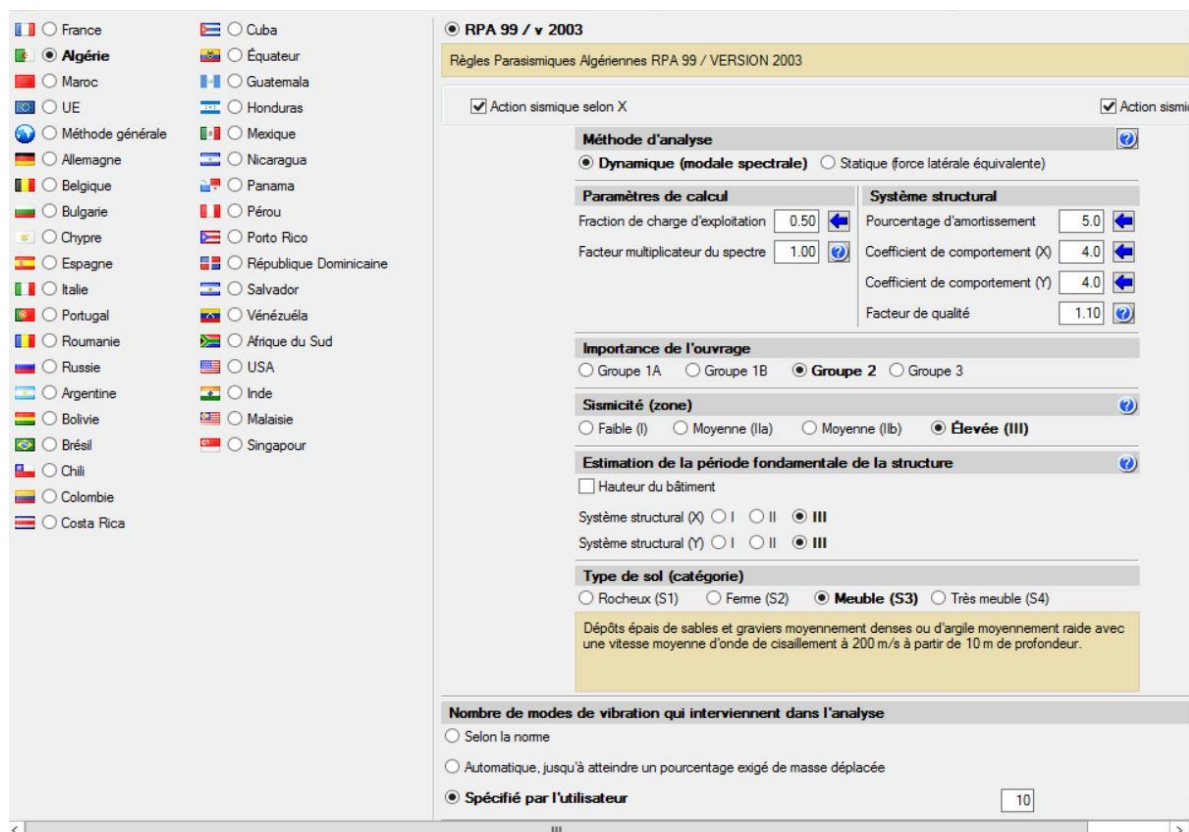 France
Algérie
Maroc
UE
Méthode générale
Allemagne
Belgique
Bulgarie
Chypre
Espagne
Italie
Portugal
Roumanie
Russie
Argentine
Bolivie
Brésil
Chili
Colombie
Costa Rica
Cuba
Équateur
Guatemala
Honduras
Mexique
Nicaragua
Panama
Pérou
Porto Rico
République Dominicaine
Salvador
Vénézuéla
Afrique du Sud
USA
Inde
Malaisie
Singapour
RPA 99 / v 2003
Règles Parasismiques Algériennes RPA 99 / VERSION 2003
Action sismique selon X Action sismi
Méthode d'analyse
Dynamique (modale spectrale) Statique (force latérale équivalente)
Paramètres de calcul
Fraction de charge d'exploitation 0.50
Facteur multiplicateur du spectre 1.00
Système structural
Pourcentage d'amortissement 5.0
Coefficient de comportement (X) 4.0
Coefficient de comportement (Y) 4.0
Facteur de qualité 1.10
Importance de l'ouvrage
Groupe 1A Groupe 1B Groupe 2 Groupe 3
Sismicité (zone)
Faible (I) Moyenne (IIa) Moyenne (IIb) Élevée (III)
Estimation de la période fondamentale de la structure
Hauteur du bâtiment
Système structural (X) I II III
Système structural (Y) I II III
Type de sol (catégorie)
Rocheux (S1) Ferme (S2) Meuble (S3) Très meuble (S4)
Dépôts épais de sables et graviers moyennement denses ou d'argile moyennement raide avec
une vitesse moyenne d'onde de cisaillement à 200 m/s à partir de 10 m de profondeur.
Nombre de modes de vibration qui interviennent dans l'analyse
Selon la norme
Automatique, jusqu'à atteindre un pourcentage exigé de masse déplacée
Spécifié par l'utilisateur 10